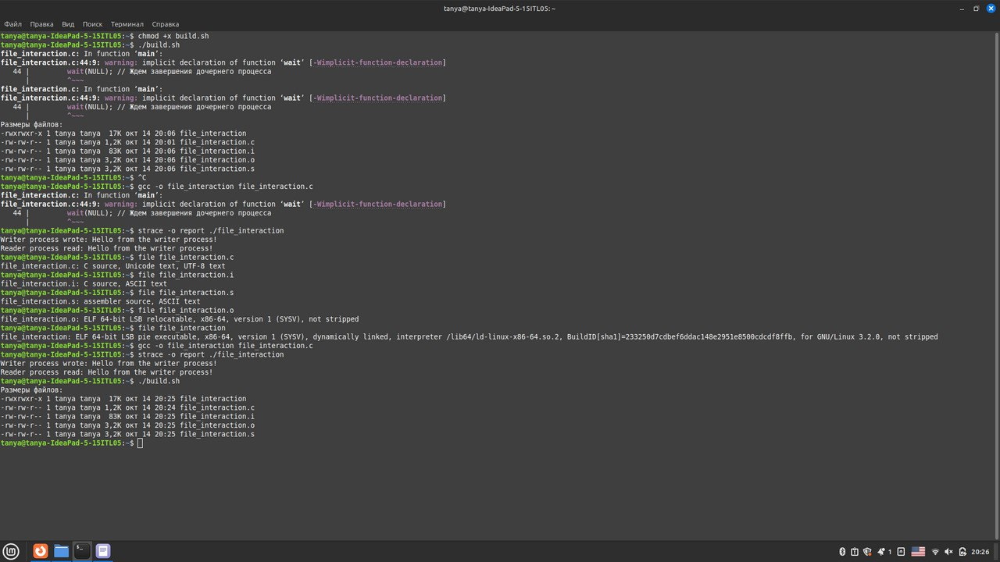 tanya@tanya-IdeaPad-5-15ITL05: ~
Файл Правка Вид Поиск Терминал Справка
tanya@tanya-IdeaPad-5-15ITL05:~$ chmod +x build.sh
tanya@tanya-IdeaPad-5-15ITL05:~$ ./build.sh
file_interaction.c: In function ‘main’:
file_interaction.c:44:9: warning: implicit declaration of function ‘wait’ [-Wimplicit-function-declaration]
44 | wait(NULL); // Ждем завершения дочернего процесса
| ^~~~
file_interaction.c: In function ‘main’:
file_interaction.c:44:9: warning: implicit declaration of function ‘wait’ [-Wimplicit-function-declaration]
44 | wait(NULL); // Ждем завершения дочернего процесса
| ^~~~
Размеры файлов:
-rwxrwxr-x 1 tanya tanya 17K окт 14 20:06 file_interaction
-rw-rw-r-- 1 tanya tanya 1,2K окт 14 20:01 file_interaction.c
-rw-rw-r-- 1 tanya tanya 83K окт 14 20:06 file_interaction.i
-rw-rw-r-- 1 tanya tanya 3,2K окт 14 20:06 file_interaction.o
-rw-rw-r-- 1 tanya tanya 3,2K окт 14 20:06 file_interaction.s
tanya@tanya-IdeaPad-5-15ITL05:~$ ^C
tanya@tanya-IdeaPad-5-15ITL05:~$ gcc -o file_interaction file_interaction.c
file_interaction.c: In function ‘main’:
file_interaction.c:44:9: warning: implicit declaration of function ‘wait’ [-Wimplicit-function-declaration]
44 | wait(NULL); // Ждем завершения дочернего процесса
| ^~~~
tanya@tanya-IdeaPad-5-15ITL05:~$ strace -o report ./file_interaction
Writer process wrote: Hello from the writer process!
Reader process read: Hello from the writer process!
tanya@tanya-IdeaPad-5-15ITL05:~$ file file_interaction.c
file_interaction.c: C source, Unicode text, UTF-8 text
tanya@tanya-IdeaPad-5-15ITL05:~$ file file_interaction.i
file_interaction.i: C source, ASCII text
tanya@tanya-IdeaPad-5-15ITL05:~$ file file_interaction.s
file_interaction.s: assembler source, ASCII text
tanya@tanya-IdeaPad-5-15ITL05:~$ file file_interaction.o
file_interaction.o: ELF 64-bit LSB relocatable, x86-64, version 1 (SYSV), not stripped
tanya@tanya-IdeaPad-5-15ITL05:~$ file file_interaction
file_interaction: ELF 64-bit LSB pie executable, x86-64, version 1 (SYSV), dynamically linked, interpreter /lib64/ld-linux-x86-64.so.2, BuildID[sha1]=233250d7cdbef6ddac148e2951e8500cdcdf8ffb, for GNU/Linux 3.2.0, not stripped
tanya@tanya-IdeaPad-5-15ITL05:~$ gcc -o file_interaction file_interaction.c
tanya@tanya-IdeaPad-5-15ITL05:~$ strace -o report ./file_interaction
Writer process wrote: Hello from the writer process!
Reader process read: Hello from the writer process!
tanya@tanya-IdeaPad-5-15ITL05:~$ ./build.sh
Размеры файлов:
-rwxrwxr-x 1 tanya tanya 17K окт 14 20:25 file_interaction
-rw-rw-r-- 1 tanya tanya 1,2K окт 14 20:24 file_interaction.c
-rw-rw-r-- 1 tanya tanya 83K окт 14 20:25 file_interaction.i
-rw-rw-r-- 1 tanya tanya 3,2K окт 14 20:25 file_interaction.o
-rw-rw-r-- 1 tanya tanya 3,2K окт 14 20:25 file_interaction.s
tanya@tanya-IdeaPad-5-15ITL05:~$
1 20:26